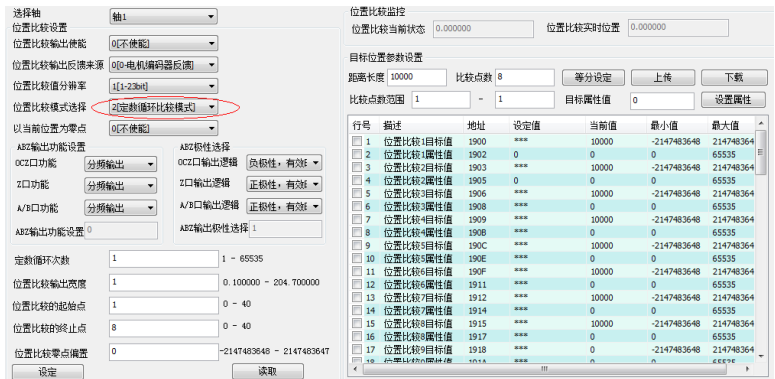 选择轴 轴1
位置比较设置
位置比较输出使能 0[不使能]
位置比较输出反馈来源 0[0-电机编码器反馈]
位置比较值分辨率 1[1-23bit]
位置比较模式选择 2[定数循环比较模式]
以当前位置为零点 0[不使能]
ABZ输出功能设置
OCZ口功能 分频输出
Z口功能 分频输出
A/B口功能 分频输出
ABZ输出功能设置 0
ABZ极性选择
OCZ口输出逻辑 负极性，有效
Z口输出逻辑 正极性，有效
A/B口输出逻辑 正极性，有效
ABZ输出极性选择 1
定数循环次数 1 1 - 65535
位置比较输出宽度 1 0.100000 - 204.700000
位置比较的起始点 1 0 - 40
位置比较的终止点 8 0 - 40
位置比较零点偏置 0 -2147483648 - 2147483647
设定 读取
位置比较监控
位置比较当前状态 0.000000 位置比较实时位置 0.000000
目标位置参数设置
距离长度 10000 比较点数 8 等分设定 上传 下载
比较点数范围 1 - 1 目标属性值 0 设置属性
行号 描述 地址 设定值 当前值 最小值 最大值
1 位置比较1目标值 1900 *** 10000 -2147483648 214748364
2 位置比较1属性值 1902 0 0 0 65535
3 位置比较2目标值 1903 *** 10000 -2147483648 214748364
4 位置比较2属性值 1905 0 0 0 65535
5 位置比较3目标值 1906 *** 10000 -2147483648 214748364
6 位置比较3属性值 1908 *** 0 0 65535
7 位置比较4目标值 1909 *** 10000 -2147483648 214748364
8 位置比较4属性值 190B *** 0 0 65535
9 位置比较5目标值 190C *** 10000 -2147483648 214748364
10 位置比较5属性值 190E *** 0 0 65535
11 位置比较6目标值 190F *** 10000 -2147483648 214748364
12 位置比较6属性值 1911 *** 0 0 65535
13 位置比较7目标值 1912 *** 10000 -2147483648 214748364
14 位置比较7属性值 1914 *** 0 0 65535
15 位置比较8目标值 1915 *** 10000 -2147483648 214748364
16 位置比较8属性值 1917 *** 0 0 65535
17 位置比较9目标值 1918 *** 0 -2147483648 214748364
18 位置比较9属性值 191A *** 0 0 65535